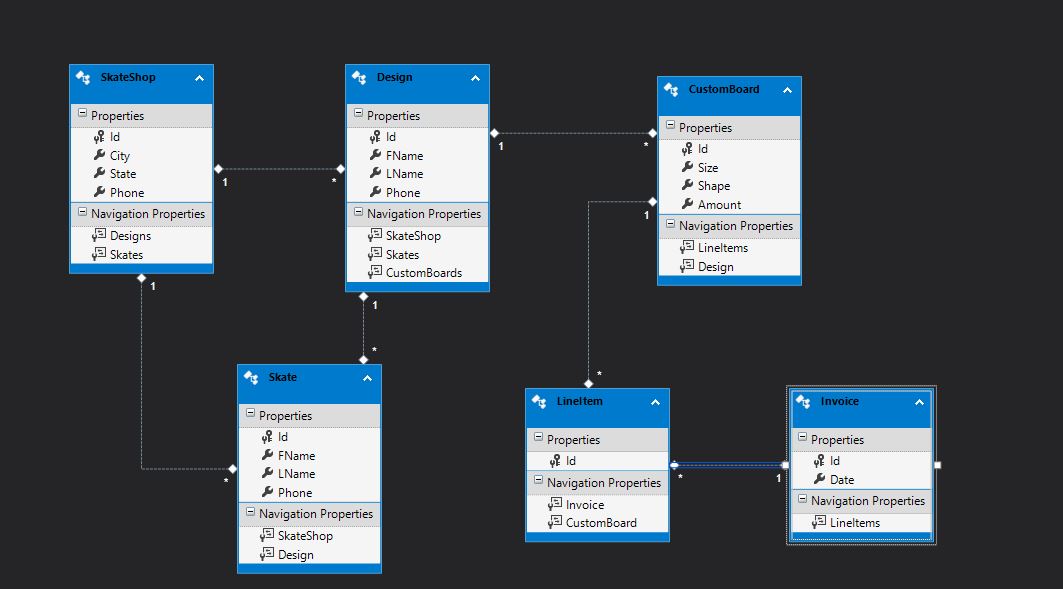 SkateShop
Properties
Id
City
State
Phone
Navigation Properties
Designs
Skates
1
*
Design
Properties
Id
FName
LName
Phone
Navigation Properties
SkateShop
Skates
CustomBoards
1
*
CustomBoard
Properties
Id
Size
Shape
Amount
Navigation Properties
LineItems
Design
1
*
1
*
Skate
Properties
Id
FName
LName
Phone
Navigation Properties
SkateShop
Design
1
*
LineItem
Properties
Id
Navigation Properties
Invoice
CustomBoard
*
1
Invoice
Properties
Id
Date
Navigation Properties
LineItems